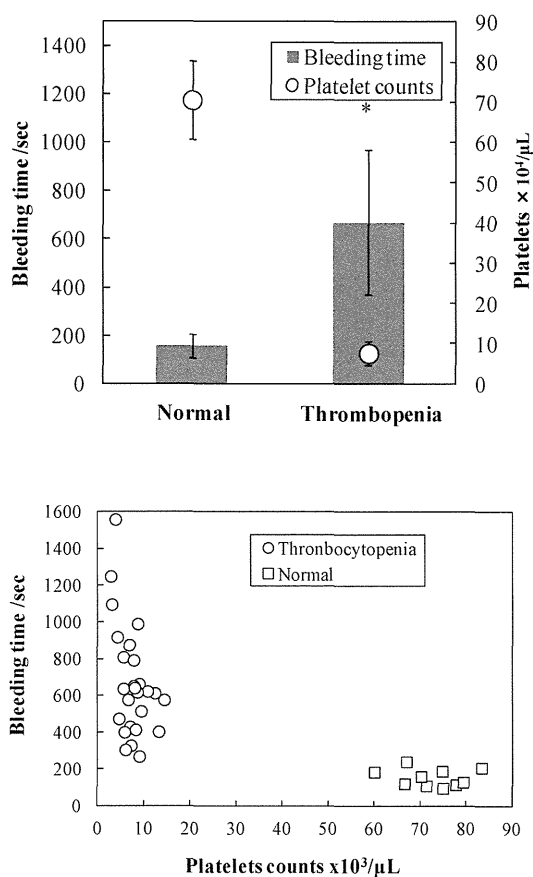 1400
1200
1000
800
600
400
200
0
Bleeding time /sec
Bleeding time
Platelet counts
*
90
80
70
60
50
40
30
20
10
0
Platelets × 10⁴/μL
Normal
Thrombopenia
1600
1400
1200
1000
800
600
400
200
0
Bleeding time /sec
Thronbocytopenia
Normal
0 10 20 30 40 50 60 70 80 90
Platelets counts x10³/μL